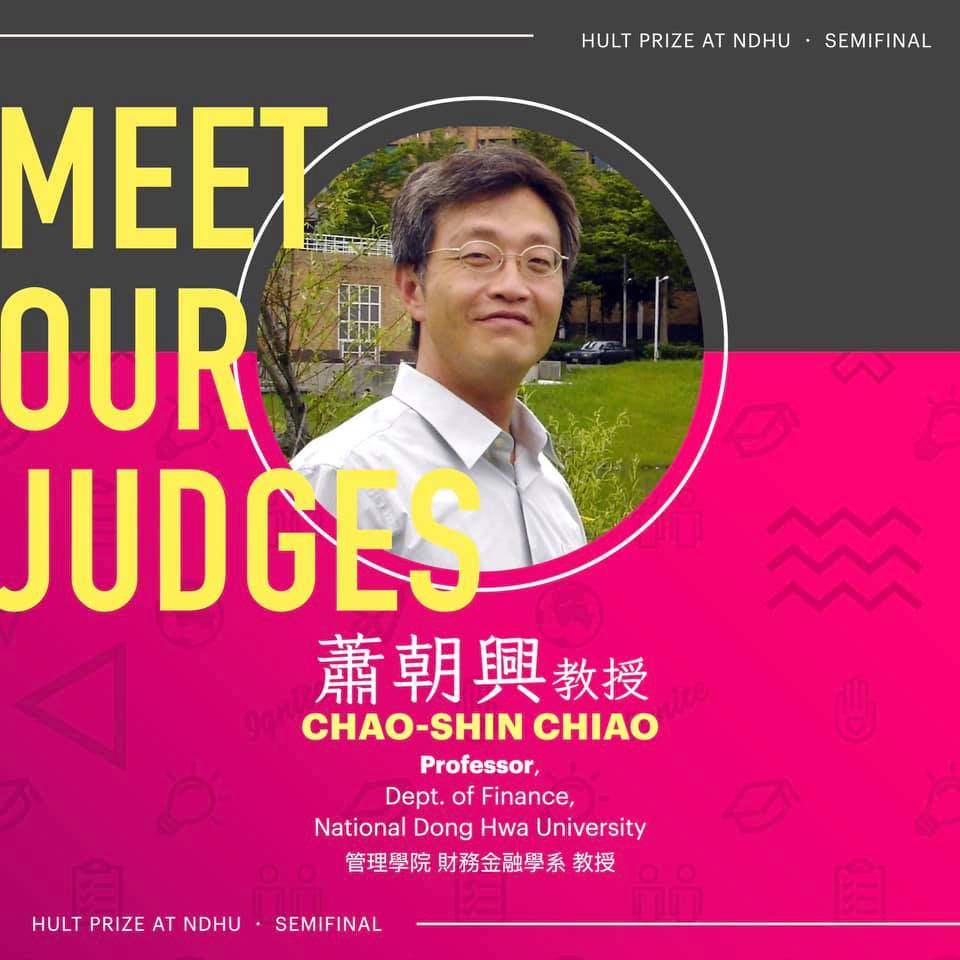 HULT PRIZE AT NDHU · SEMIFINAL
MEET
OUR
JUDGES
蕭朝興教授
CHAO-SHIN CHIAO
Professor,
Dept. of Finance,
National Dong Hwa University
管理學院 財務金融學系 教授
HULT PRIZE AT NDHU · SEMIFINAL